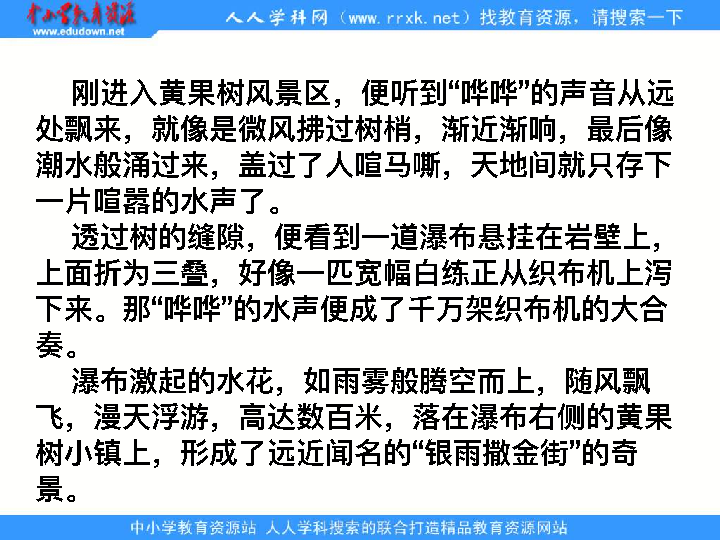 中小学教育资源
www.edudown.net
人人学科网（www.rrxk.net）找教育资源，请搜索一下
刚进入黄果树风景区，便听到“哗哗”的声音从远
处飘来，就像是微风拂过树梢，渐近渐响，最后像
潮水般涌过来，盖过了人喧马嘶，天地间就只存下
一片喧嚣的水声了。
透过树的缝隙，便看到一道瀑布悬挂在岩壁上，
上面折为三叠，好像一匹宽幅白练正从织布机上泻
下来。那“哗哗”的水声便成了千万架织布机的大合
奏。
瀑布激起的水花，如雨雾般腾空而上，随风飘
飞，漫天浮游，高达数百米，落在瀑布右侧的黄果
树小镇上，形成了远近闻名的“银雨撒金街”的奇
景。
中小学教育资源站 人人学科搜索的联合打造精品教育资源网站